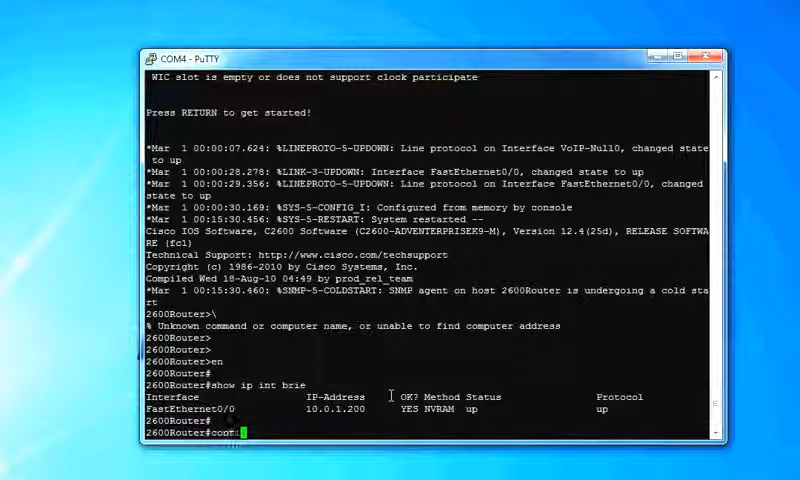 COM4 - PuTTY
WIC slot is empty or does not support clock participate
Press RETURN to get started!
*Mar  1 00:00:07.624: %LINEPROTO-5-UPDOWN: Line protocol on Interface VoIP-Null0, changed state
 to up
*Mar  1 00:00:28.278: %LINK-3-UPDOWN: Interface FastEthernet0/0, changed state to up
*Mar  1 00:00:29.356: %LINEPROTO-5-UPDOWN: Line protocol on Interface FastEthernet0/0, changed
state to up
*Mar  1 00:00:30.169: %SYS-5-CONFIG_I: Configured from memory by console
*Mar  1 00:15:30.456: %SYS-5-RESTART: System restarted --
Cisco IOS Software, C2600 Software (C2600-ADVENTERPRISEK9-M), Version 12.4(25d), RELEASE SOFTWA
RE (fc1)
Technical Support: http://www.cisco.com/techsupport
Copyright (c) 1986-2010 by Cisco Systems, Inc.
Compiled Wed 18-Aug-10 04:49 by prod_rel_team
*Mar  1 00:15:30.460: %SNMP-5-COLDSTART: SNMP agent on host 2600Router is undergoing a cold sta
rt
2600Router>\
% Unknown command or computer name, or unable to find computer address
2600Router>
2600Router>
2600Router>en
2600Router#
2600Router#show ip int brie
Interface                  IP-Address      OK? Method Status                Protocol
FastEthernet0/0            10.0.1.200      YES NVRAM  up                    up
2600Router#
2600Router#confi